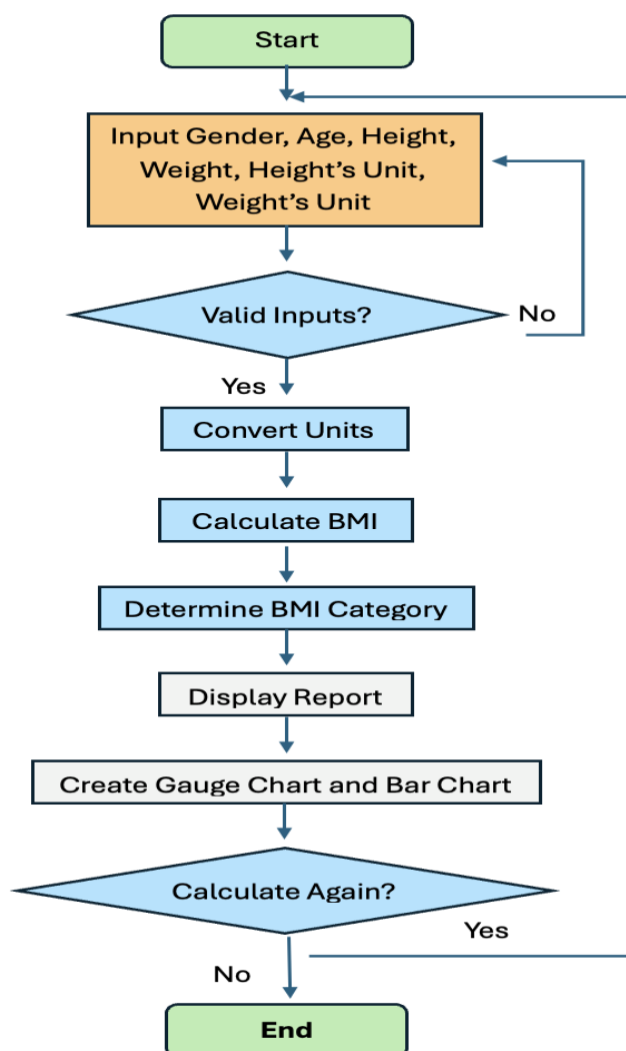 Start
Input Gender, Age, Height,
Weight, Height’s Unit,
Weight’s Unit
Valid Inputs?
No
Yes
Convert Units
Calculate BMI
Determine BMI Category
Display Report
Create Gauge Chart and Bar Chart
Calculate Again?
Yes
No
End